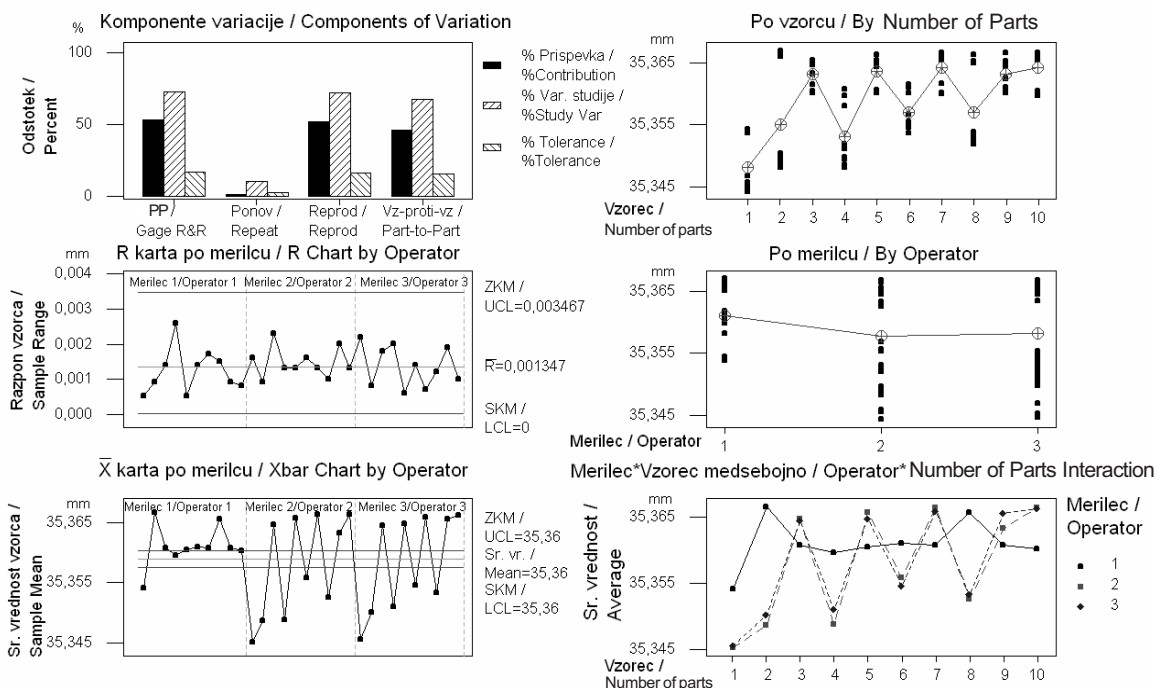 Komponente variacije / Components of Variation
%
100
50
0
Odstotek /
Percent
% Prispevka /
%Contribution
% Var. studije /
%Study Var
% Tolerance /
%Tolerance
PP /
Gage R&R
Ponov /
Repeat
Reprod /
Reprod
Vz-proti-vz /
Part-to-Part
Po vzorcu / By Number of Parts
mm
35,365
35,355
35,345
Vzorec /
Number of parts
1 2 3 4 5 6 7 8 9 10
R karta po merilcu / R Chart by Operator
mm
0,004
0,003
0,002
0,001
0,000
Razpon vzorca /
Sample Range
Merilec 1/Operator 1 Merilec 2/Operator 2 Merilec 3/Operator 3
ZKM /
UCL=0,003467
R=0,001347
SKM /
LCL=0
Po merilcu / By Operator
mm
35,365
35,355
35,345
Merilec / Operator
1 2 3
X karta po merilcu / Xbar Chart by Operator
mm
35,365
35,355
35,345
Sr. vrednost vzorca /
Sample Mean
Merilec 1/Operator 1 Merilec 2/Operator 2 Merilec 3/Operator 3
ZKM /
UCL=35,36
Sr. vr. /
Mean=35,36
SKM /
LCL=35,36
Merilec*Vzorec medsebojno / Operator* Number of Parts Interaction
mm
35,365
35,355
35,345
Sr. vrednost /
Average
Vzorec /
Number of parts
1 2 3 4 5 6 7 8 9 10
Merilec /
Operator
1
2
3